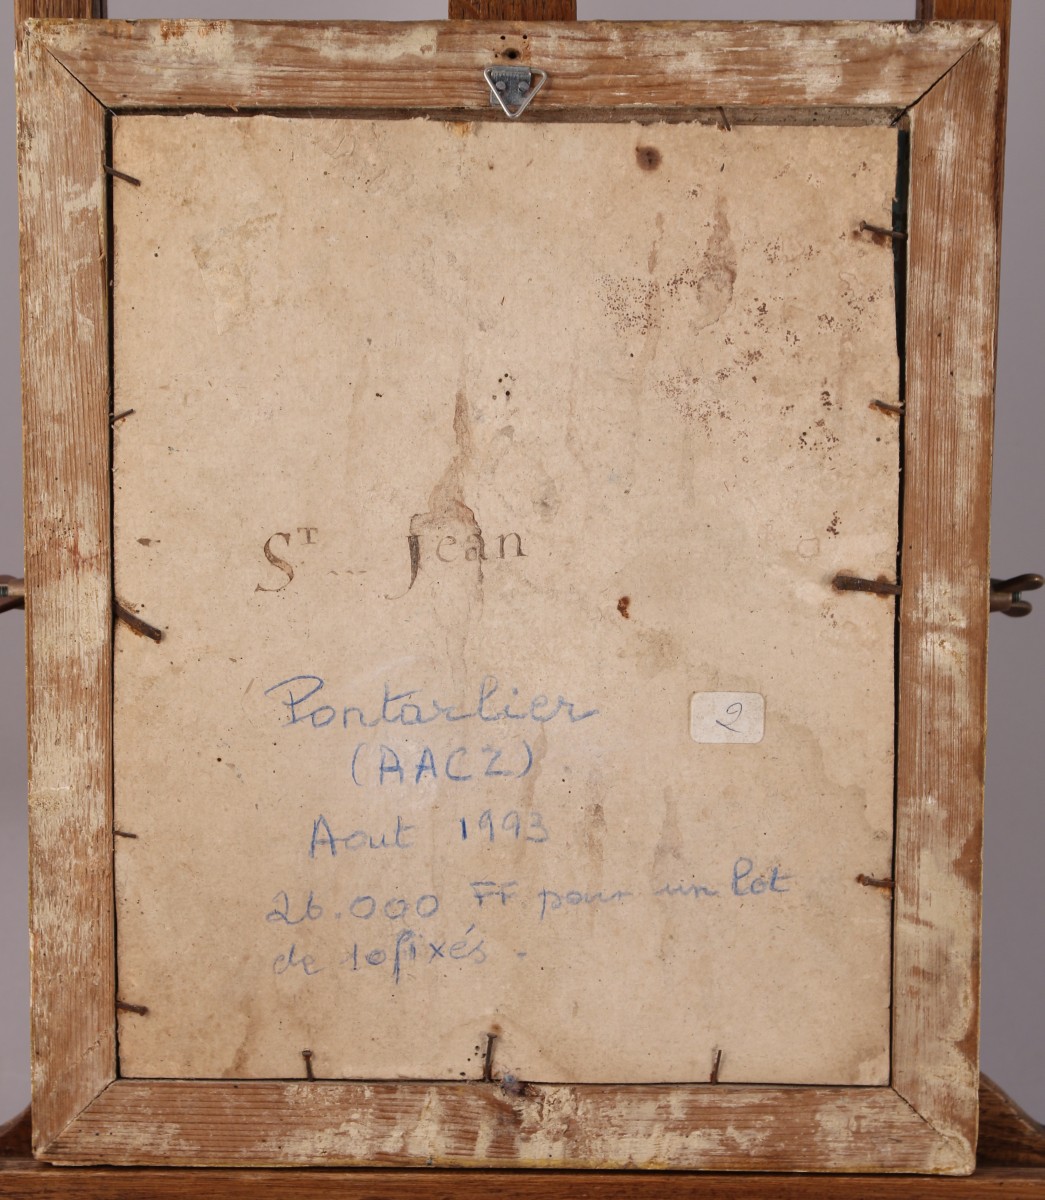 Sᵀ ... Jean
Pontarlier
2
(AACZ)
Aout 1993
26.000 FF pour un lot
de 10 fixés.